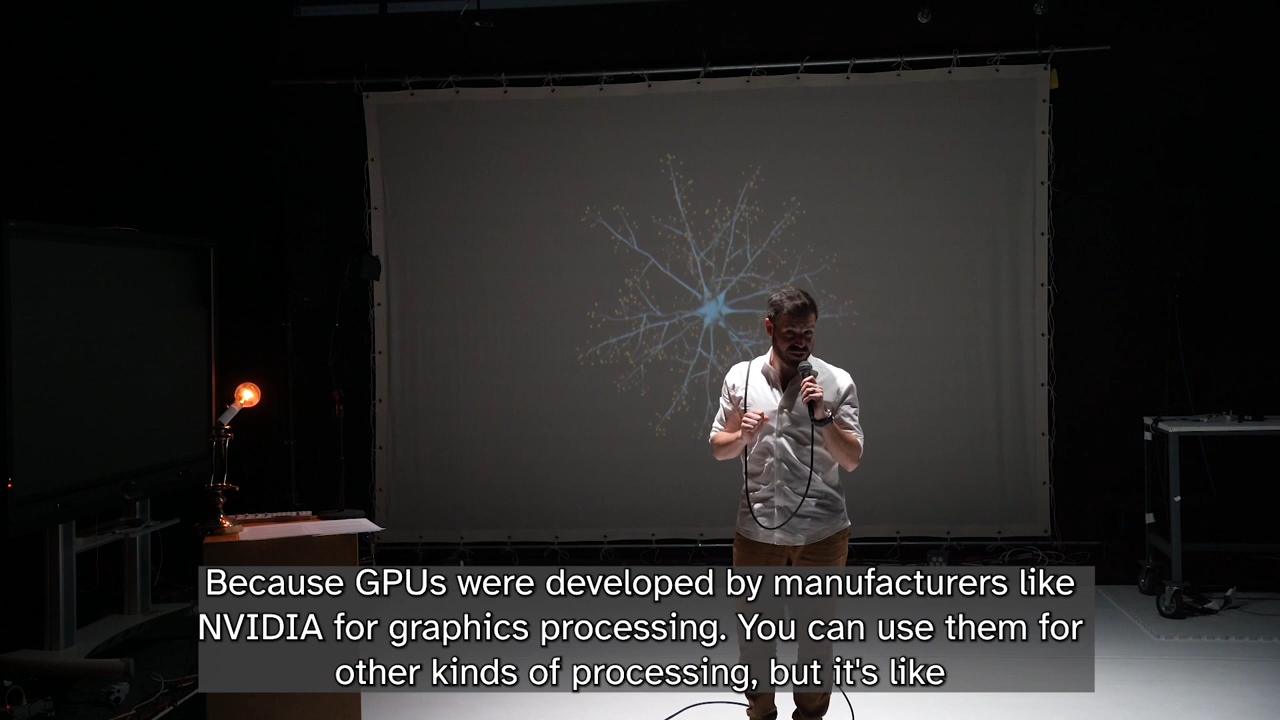 Because GPUs were developed by manufacturers like
NVIDIA for graphics processing. You can use them for
other kinds of processing, but it's like